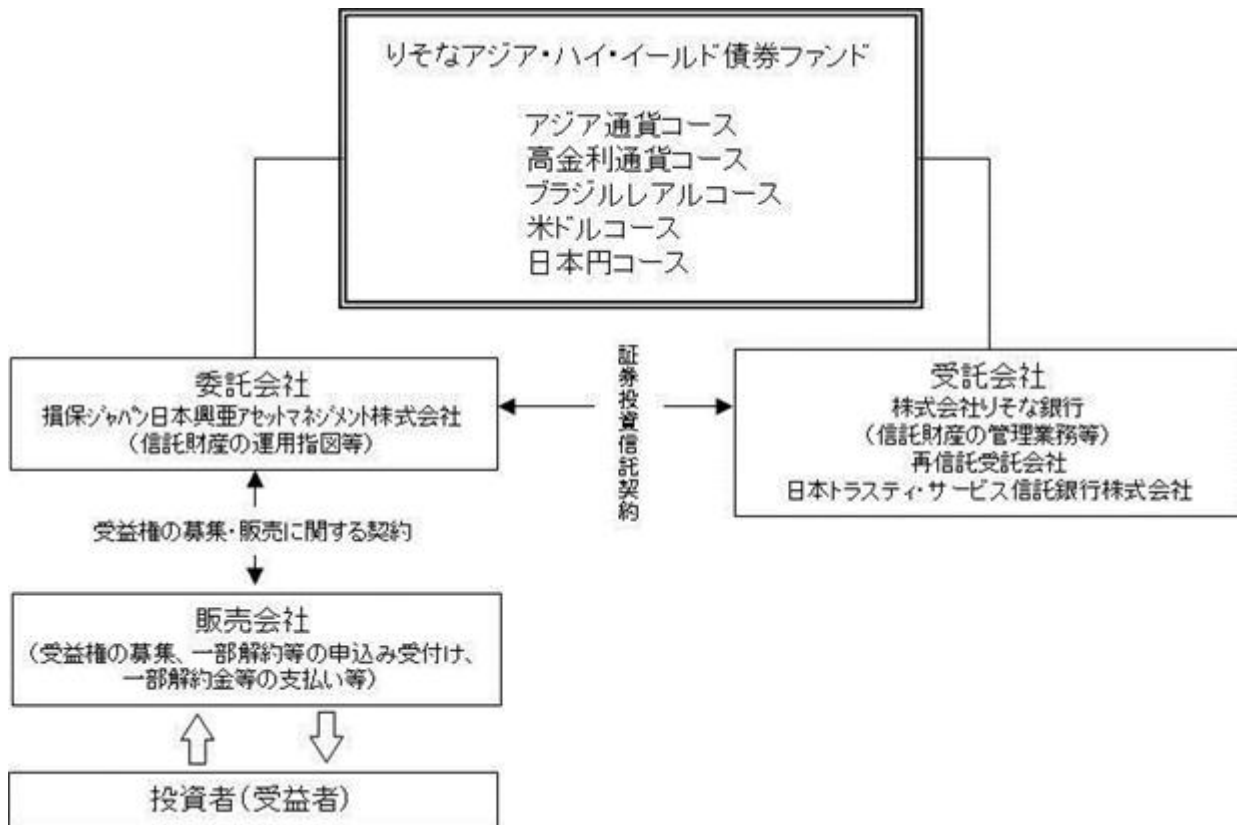 りそなアジア・ハイ・イールド債券ファンド
アジア通貨コース
高金利通貨コース
ブラジルレアルコース
米ドルコース
日本円コース
委託会社
損保ジャパン日本興亜アセットマネジメント株式会社
（信託財産の運用指図等）
証券投資信託契約
受託会社
株式会社りそな銀行
（信託財産の管理業務等）
再信託受託会社
日本トラスティ・サービス信託銀行株式会社
受益権の募集・販売に関する契約
販売会社
（受益権の募集、一部解約等の申込み受付け、
一部解約金等の支払い等）
投資者（受益者）